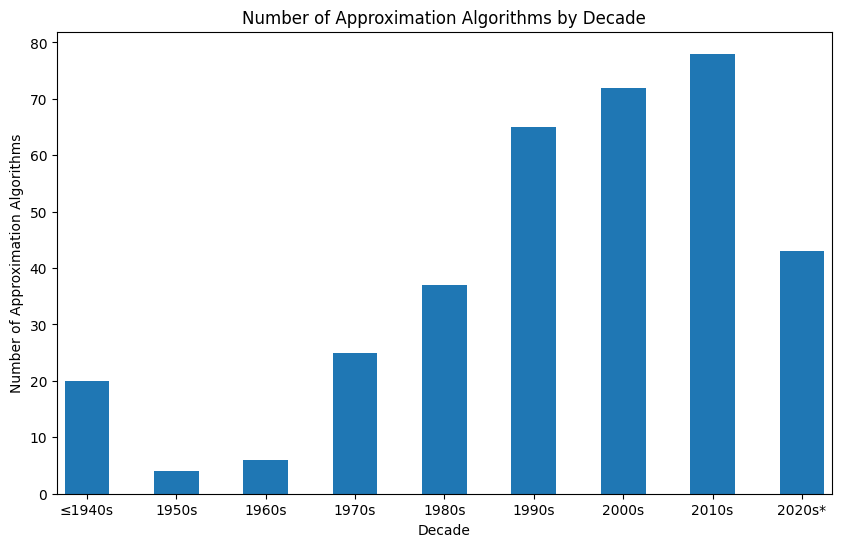 Number of Approximation Algorithms by Decade
Number of Approximation Algorithms
80
70
60
50
40
30
20
10
0
≤1940s 1950s 1960s 1970s 1980s 1990s 2000s 2010s 2020s*
Decade